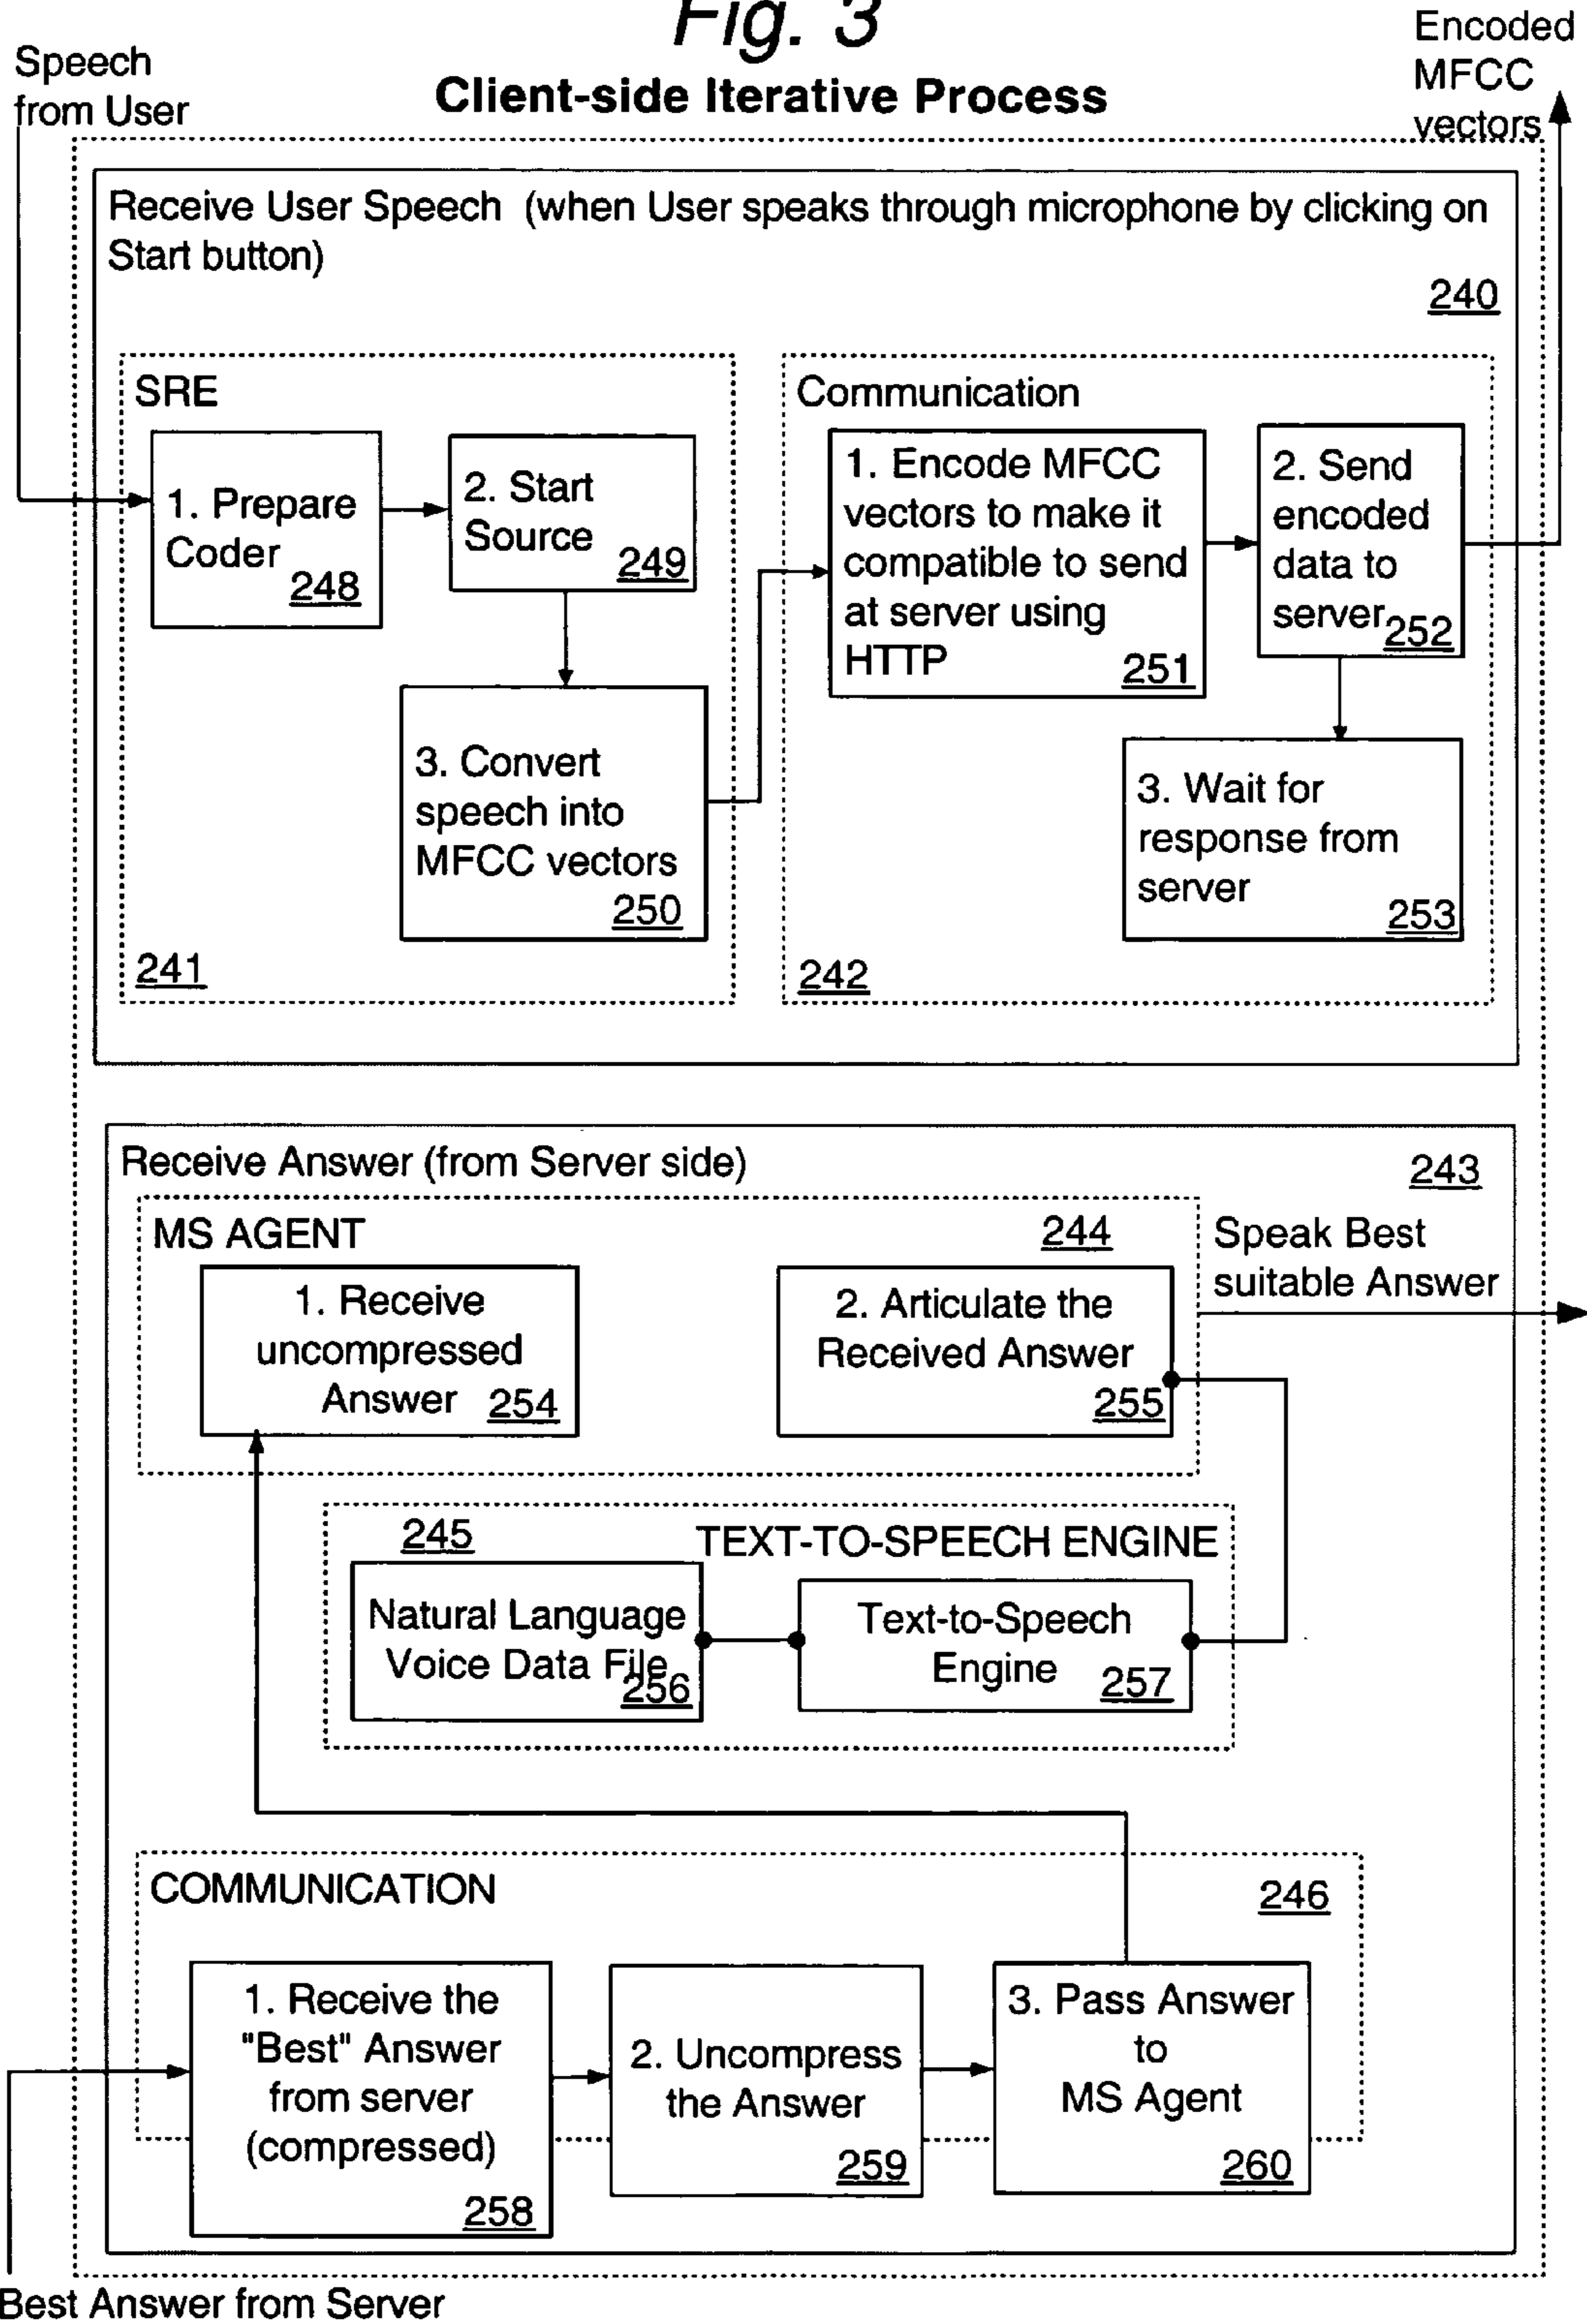 Fig. 3
Client-side Iterative Process
Speech
from User
Encoded
MFCC
vectors
Receive User Speech (when User speaks through microphone by clicking on
Start button)
240
SRE
1. Prepare
Coder
248
2. Start
Source
249
3. Convert
speech into
MFCC vectors
250
241
Communication
1. Encode MFCC
vectors to make it
compatible to send
at server using
HTTP
251
2. Send
encoded
data to
server
252
3. Wait for
response from
server
253
242
Receive Answer (from Server side)
243
MS AGENT
244
1. Receive
uncompressed
Answer
254
2. Articulate the
Received Answer
255
Speak Best
suitable Answer
245
TEXT-TO-SPEECH ENGINE
Natural Language
Voice Data File
256
Text-to-Speech
Engine
257
COMMUNICATION
246
1. Receive the
"Best" Answer
from server
(compressed)
258
2. Uncompress
the Answer
259
3. Pass Answer
to
MS Agent
260
Best Answer from Server